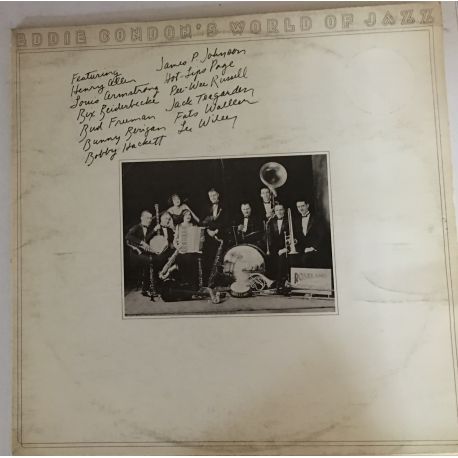 EDDIE CONDON'S WORLD OF JAZZ
Featuring
Henry Allen
Louis Armstrong
Bix Beiderbecke
Bud Freeman
Bunny Berigan
Bobby Hackett
James P Johnson
Hot-Lips Page
Pee-Wee Russell
Jack Teagarden
Fats Waller
Lee Wiley